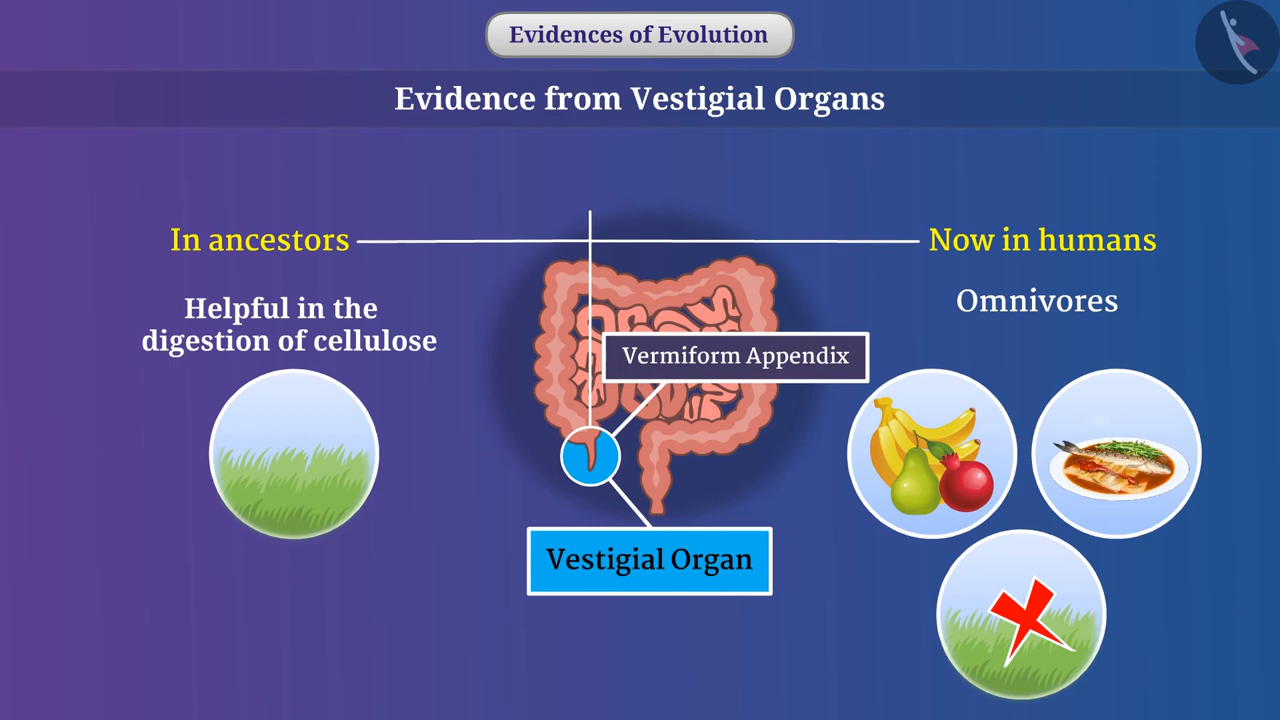 Evidences of Evolution
Evidence from Vestigial Organs
In ancestors
Helpful in the
digestion of cellulose
Now in humans
Omnivores
Vermiform Appendix
Vestigial Organ